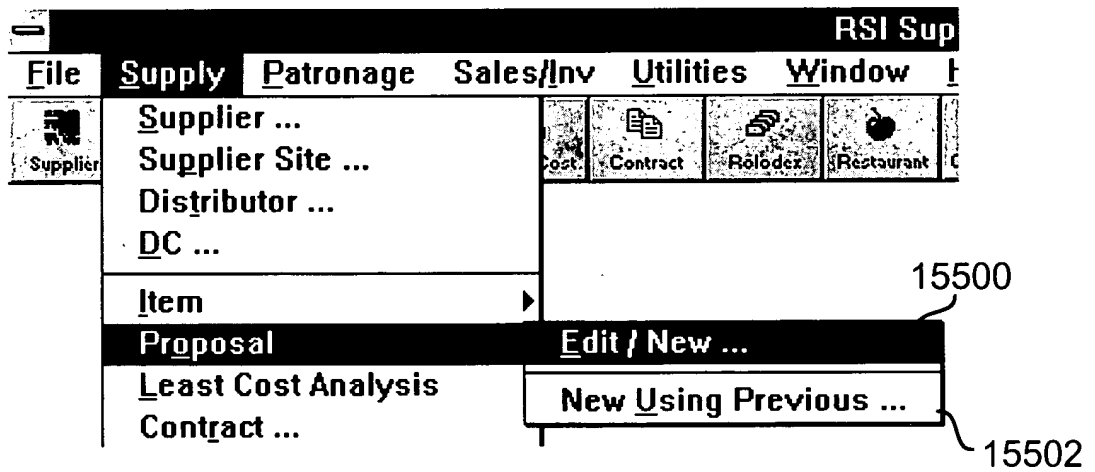 RSI Sup
File Supply Patronage Sales/Inv Utilities Window H
Supplier Cost Contract Rolodex Restaurant
Supplier ...
Supplier Site ...
Distributor ...
DC ...
Item
Proposal
Least Cost Analysis
Contract ...
Edit / New ...
New Using Previous ...
15500
15502